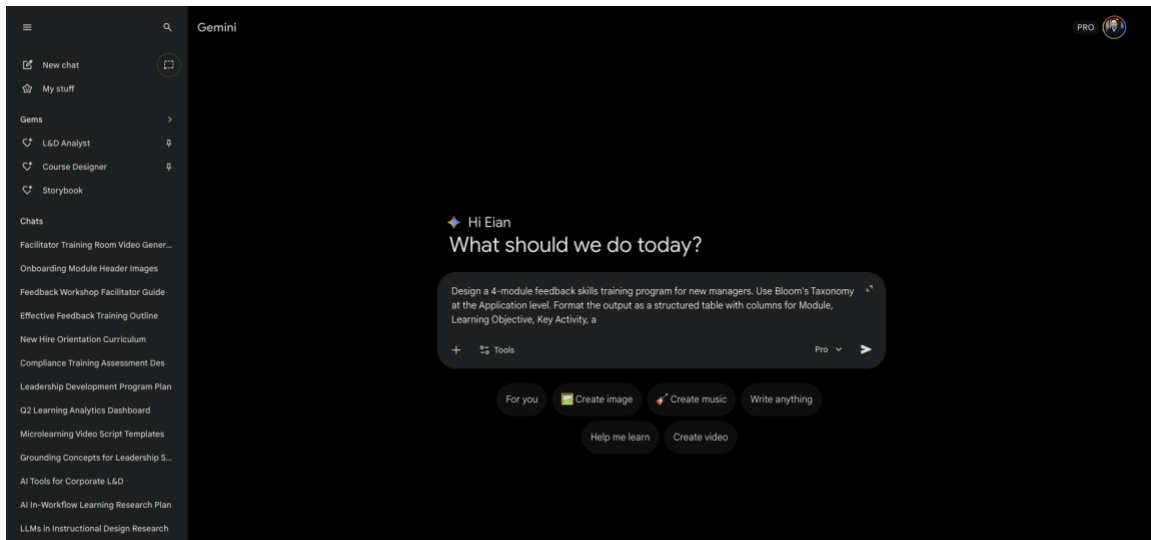 Gemini
PRO
New chat
My stuff
Gems
L&D Analyst
Course Designer
Storybook
Chats
Facilitator Training Room Video Gener...
Onboarding Module Header Images
Feedback Workshop Facilitator Guide
Effective Feedback Training Outline
New Hire Orientation Curriculum
Compliance Training Assessment Des
Leadership Development Program Plan
Q2 Learning Analytics Dashboard
Microlearning Video Script Templates
Grounding Concepts for Leadership S...
AI Tools for Corporate L&D
AI In-Workflow Learning Research Plan
LLMs in Instructional Design Research
Hi Eian
What should we do today?
Design a 4-module feedback skills training program for new managers. Use Bloom's Taxonomy
at the Application level. Format the output as a structured table with columns for Module,
Learning Objective, Key Activity, a
Tools
Pro
For you
Create image
Create music
Write anything
Help me learn
Create video